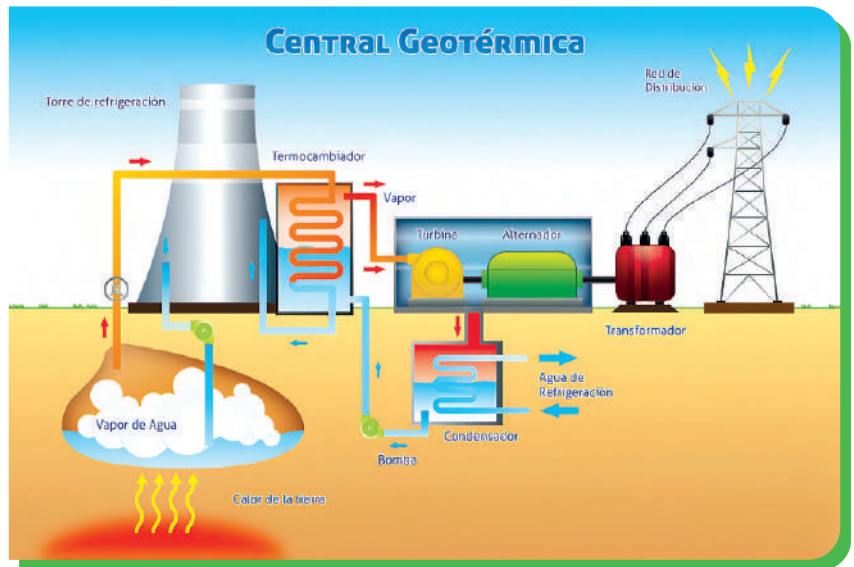 Central Geotérmica
Red de
Distribución
Torre de refrigeración
Termocambiador
Vapor
Turbina
Alternador
Transformador
Agua de
Refrigeración
Vapor de Agua
Condensador
Bomba
Calor de la tierra